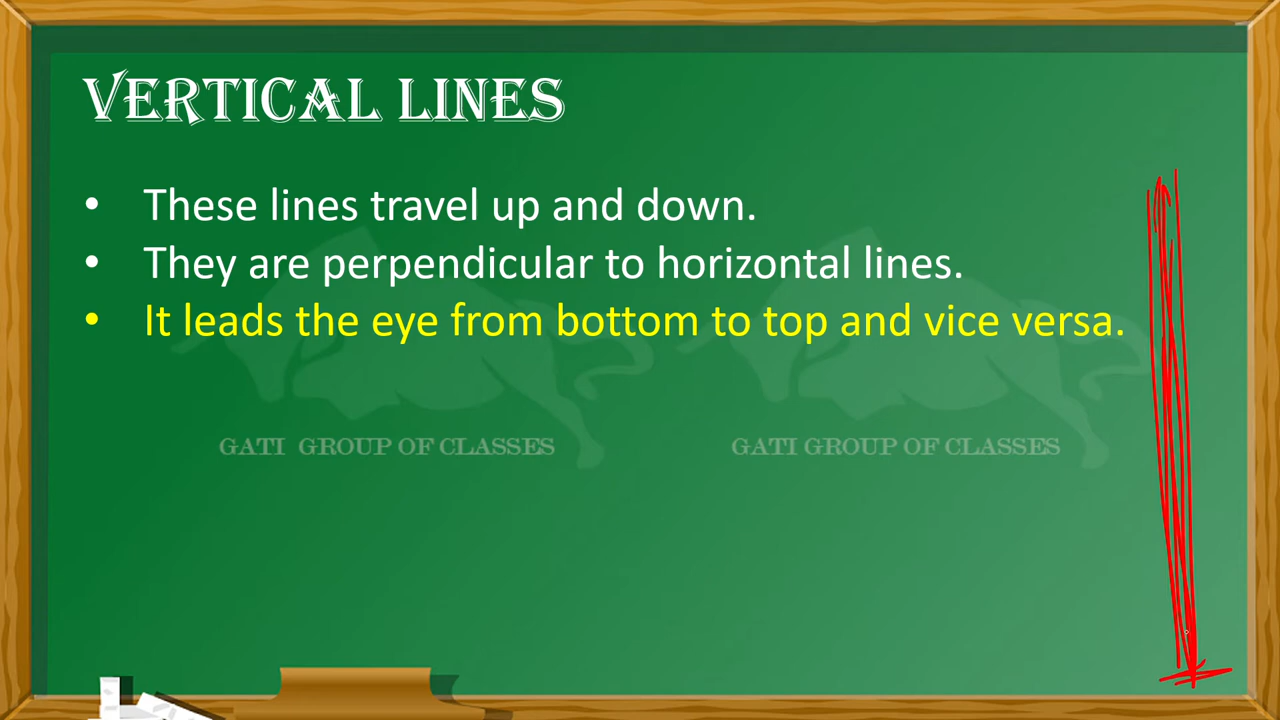 VERTICAL LINES
• These lines travel up and down.
• They are perpendicular to horizontal lines.
• It leads the eye from bottom to top and vice versa.
GATI GROUP OF CLASSES
GATI GROUP OF CLASSES